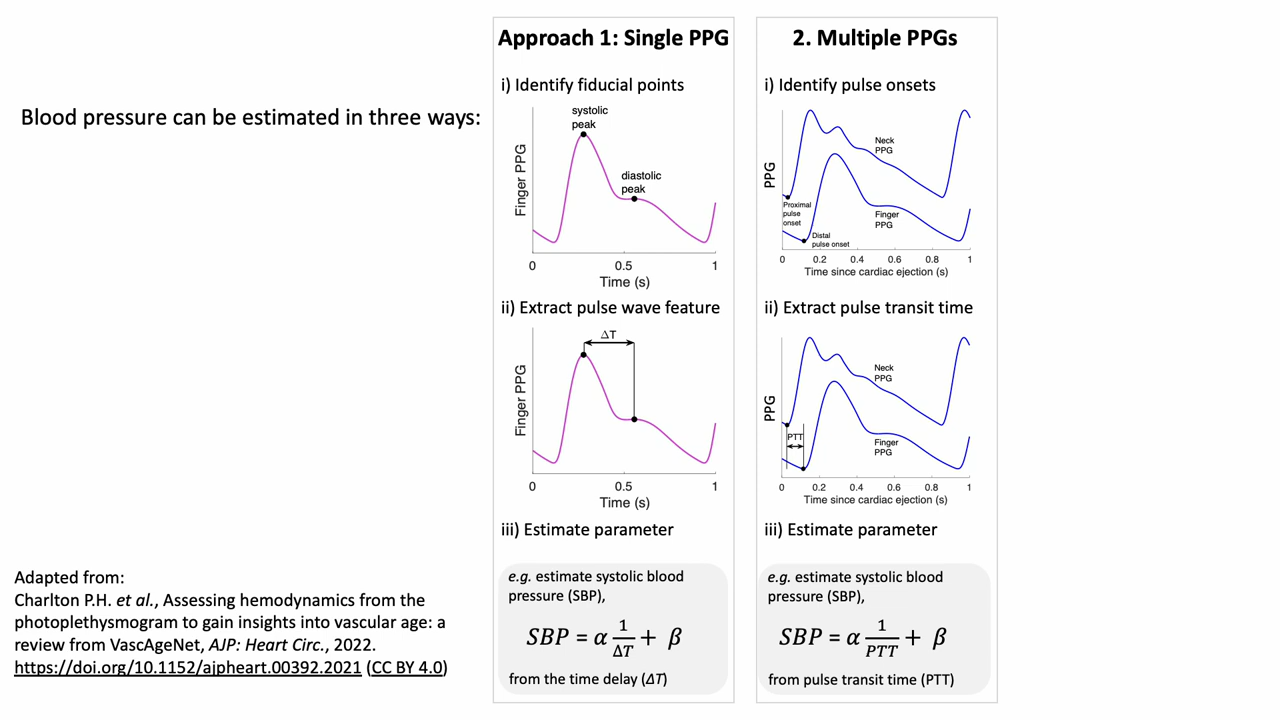 Blood pressure can be estimated in three ways:
Adapted from:
Charlton P.H. et al., Assessing hemodynamics from the
photoplethysmogram to gain insights into vascular age: a
review from VascAgeNet, AJP: Heart Circ., 2022.
https://doi.org/10.1152/ajpheart.00392.2021 (CC BY 4.0)
Approach 1: Single PPG
i) Identify fiducial points
systolic
peak
diastolic
peak
Finger PPG
0 0.5 1
Time (s)
ii) Extract pulse wave feature
ΔT
Finger PPG
0 0.5 1
Time (s)
iii) Estimate parameter
e.g. estimate systolic blood
pressure (SBP),
SBP = α 1/ΔT + β
from the time delay (ΔT)
2. Multiple PPGs
i) Identify pulse onsets
Neck
PPG
PPG
Proximal
pulse
onset
Finger
PPG
Distal
pulse onset
0 0.2 0.4 0.6 0.8 1
Time since cardiac ejection (s)
ii) Extract pulse transit time
Neck
PPG
PPG
PTT
Finger
PPG
0 0.2 0.4 0.6 0.8 1
Time since cardiac ejection (s)
iii) Estimate parameter
e.g. estimate systolic blood
pressure (SBP),
SBP = α 1/PTT + β
from pulse transit time (PTT)